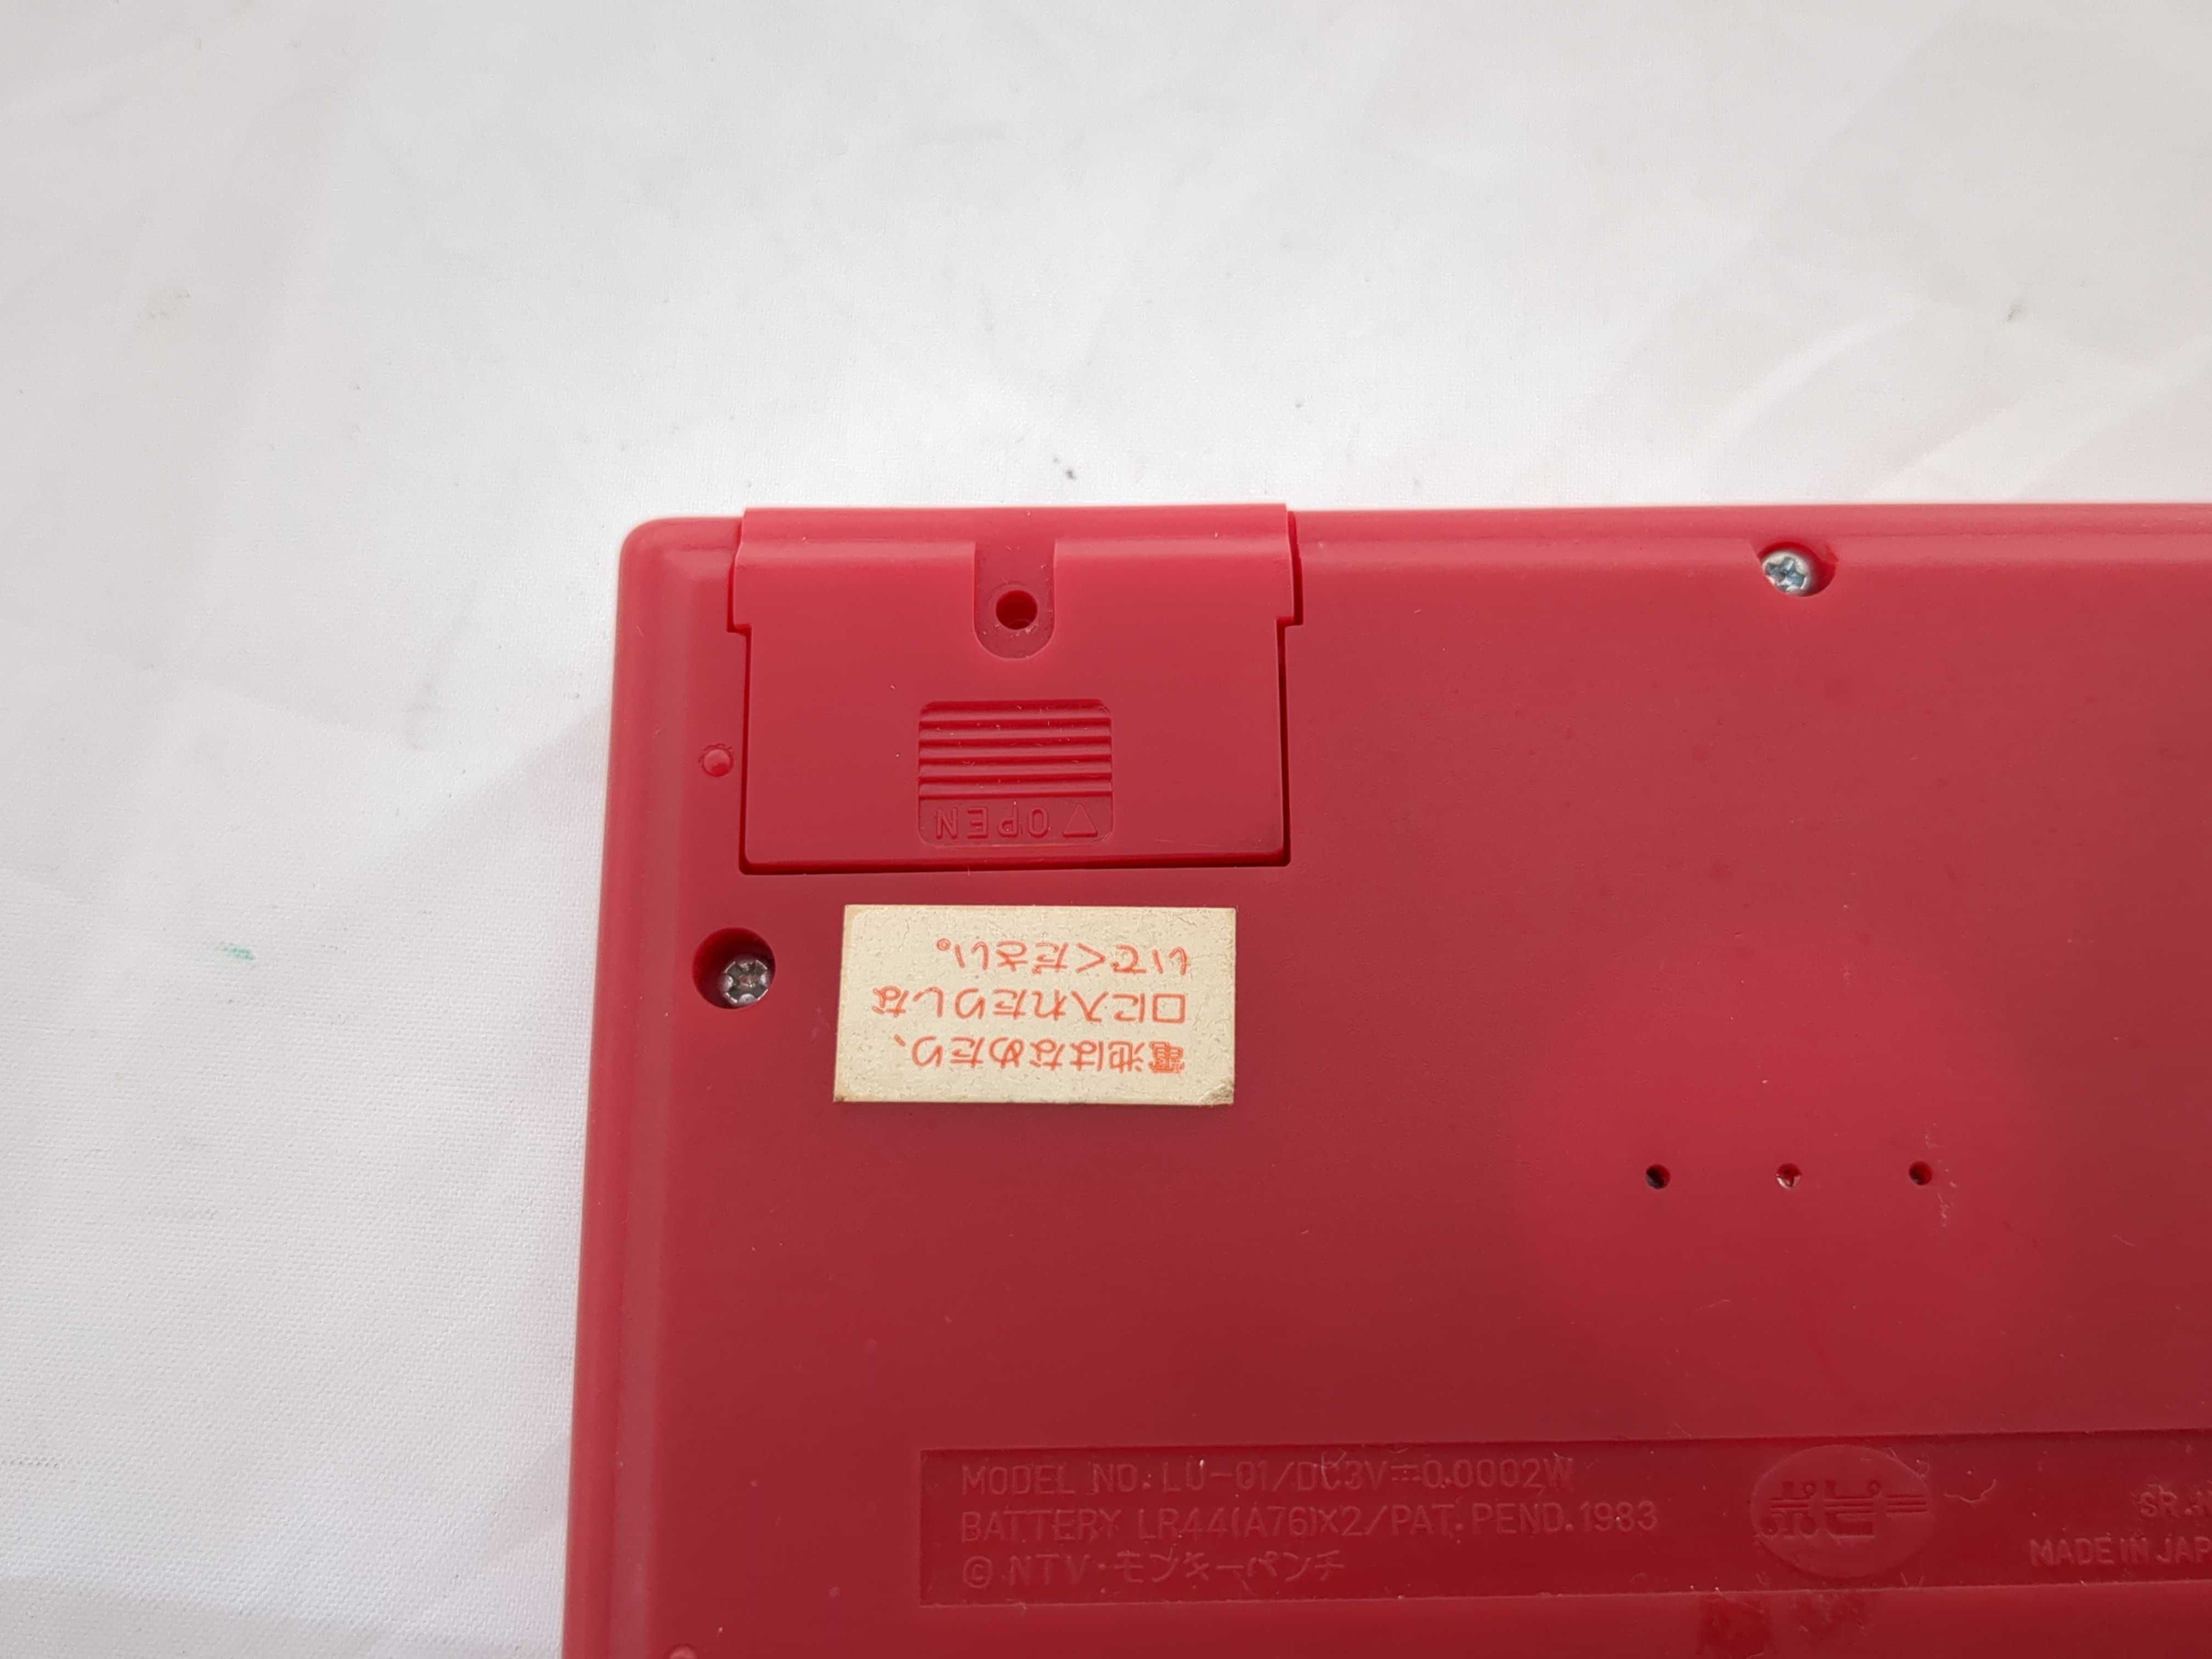 △OPEN
電池はなめたり、
口に入れたりしな
いでください。
MODEL NO. LU-01/DC3V⎓0.0002W
BATTERY LR44(A76)X2/PAT.PEND.1983
©NTV・モンキーパンチ
ポピー
MADE IN